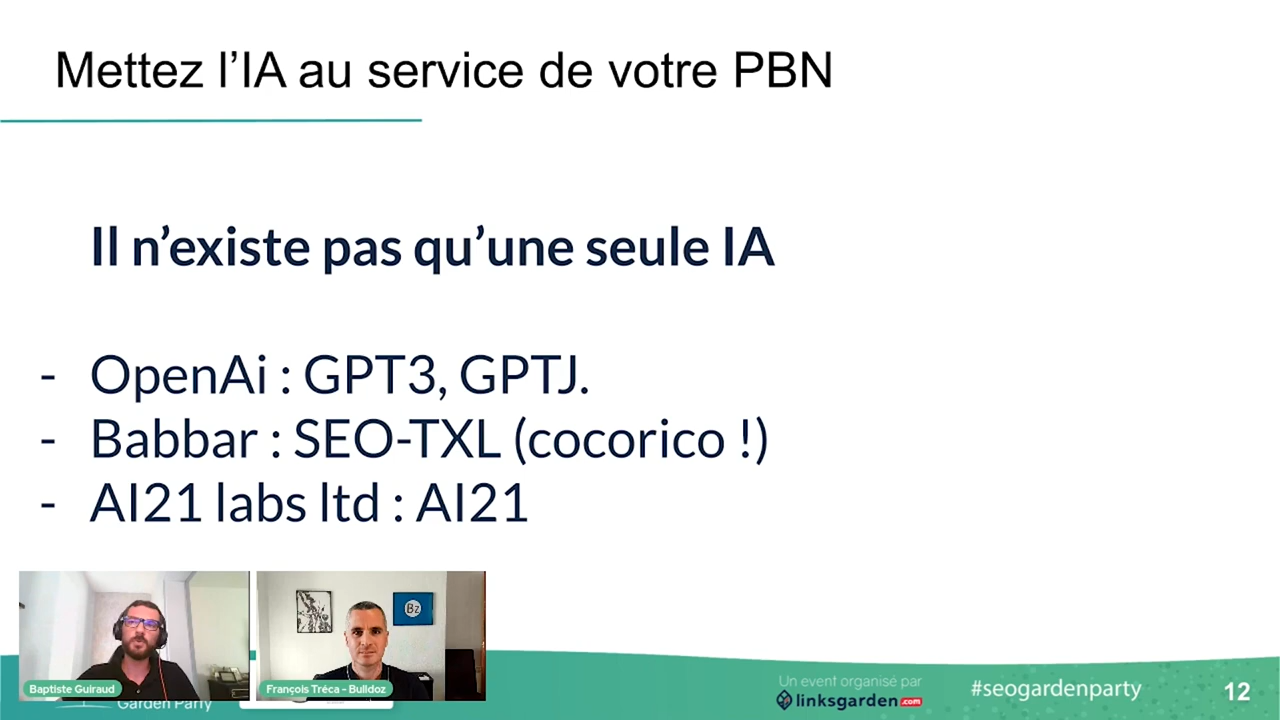 Mettez l’IA au service de votre PBN
Il n’existe pas qu’une seule IA
- OpenAi : GPT3, GPTJ.
- Babbar : SEO-TXL (cocorico !)
- AI21 labs ltd : AI21
Bz
Baptiste Guiraud
François Tréca - Bulldoz
Garden Party
Un event organisé par
linksgarden.com
#seogardenparty
12